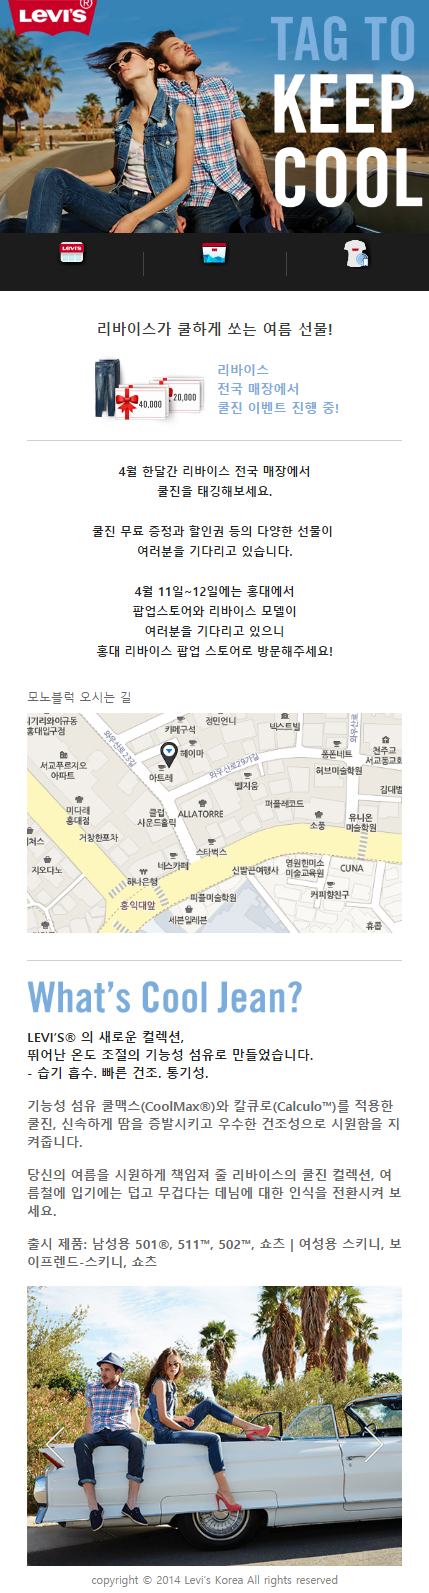 LEVI'S®
TAG TO
KEEP
COOL
LEVI'S
리바이스가 쿨하게 쏘는 여름 선물!
40,000
20,000
리바이스
전국 매장에서
쿨진 이벤트 진행 중!
4월 한달간 리바이스 전국 매장에서
쿨진을 태깅해보세요.
쿨진 무료 증정과 할인권 등의 다양한 선물이
여러분을 기다리고 있습니다.
4월 11일~12일에는 홍대에서
팝업스토어와 리바이스 모델이
여러분을 기다리고 있으니
홍대 리바이스 팝업 스토어로 방문해주세요!
모노블럭 오시는 길
카페구석
정민언니
빅스트빌
와우산로
기기리와이규동
홍대입구점
와우산로23길
헤이마
퐁폰네트
천주교
서교동교회
서교푸르지오
아파트
아트레
와우산로29가길
허브미술학원
벨지움
김대범
미다래
홍대점
클럽
사운드홀릭
ALLATORRE
퍼플레코드
소풍
유니온
미술학원
거창한포차
스타벅스
지오다노
네스카페
신발끈여행사
영원한미소
미술교육원
CUNA
하나은행
커피향친구
홍익대앞
피플미술학원
세븐일레븐
휴롭
What's Cool Jean?
LEVI'S® 의 새로운 컬렉션,
뛰어난 온도 조절의 기능성 섬유로 만들었습니다.
- 습기 흡수. 빠른 건조. 통기성.
기능성 섬유 쿨맥스(CoolMax®)와 칼큐로(Calculo™)를 적용한
쿨진, 신속하게 땀을 증발시키고 우수한 건조성으로 시원함을 지
켜줍니다.
당신의 여름을 시원하게 책임져 줄 리바이스의 쿨진 컬렉션, 여
름철에 입기에는 덥고 무겁다는 데님에 대한 인식을 전환시켜 보
세요.
출시 제품: 남성용 501®, 511™, 502™, 쇼츠 | 여성용 스키니, 보
이프렌드-스키니, 쇼츠
copyright © 2014 Levi's Korea All rights reserved